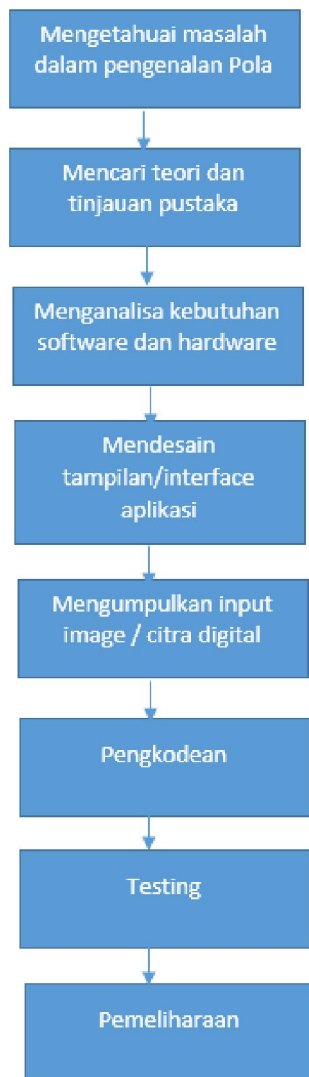 Mengetahuai masalah
dalam pengenalan Pola
Mencari teori dan
tinjauan pustaka
Menganalisa kebutuhan
software dan hardware
Mendesain
tampilan/interface
aplikasi
Mengumpulkan input
image / citra digital
Pengkodean
Testing
Pemeliharaan